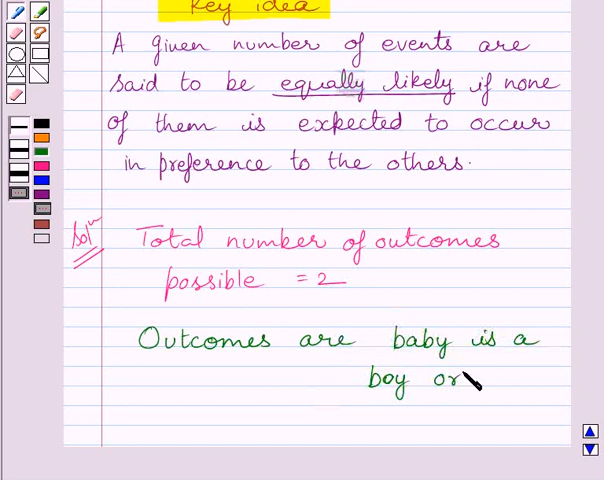 Key idea
A given number of events are
said to be equally likely if none
of them is expected to occur
in preference to the others.
Solⁿ Total number of outcomes
possible = 2
Outcomes are baby is a
boy or